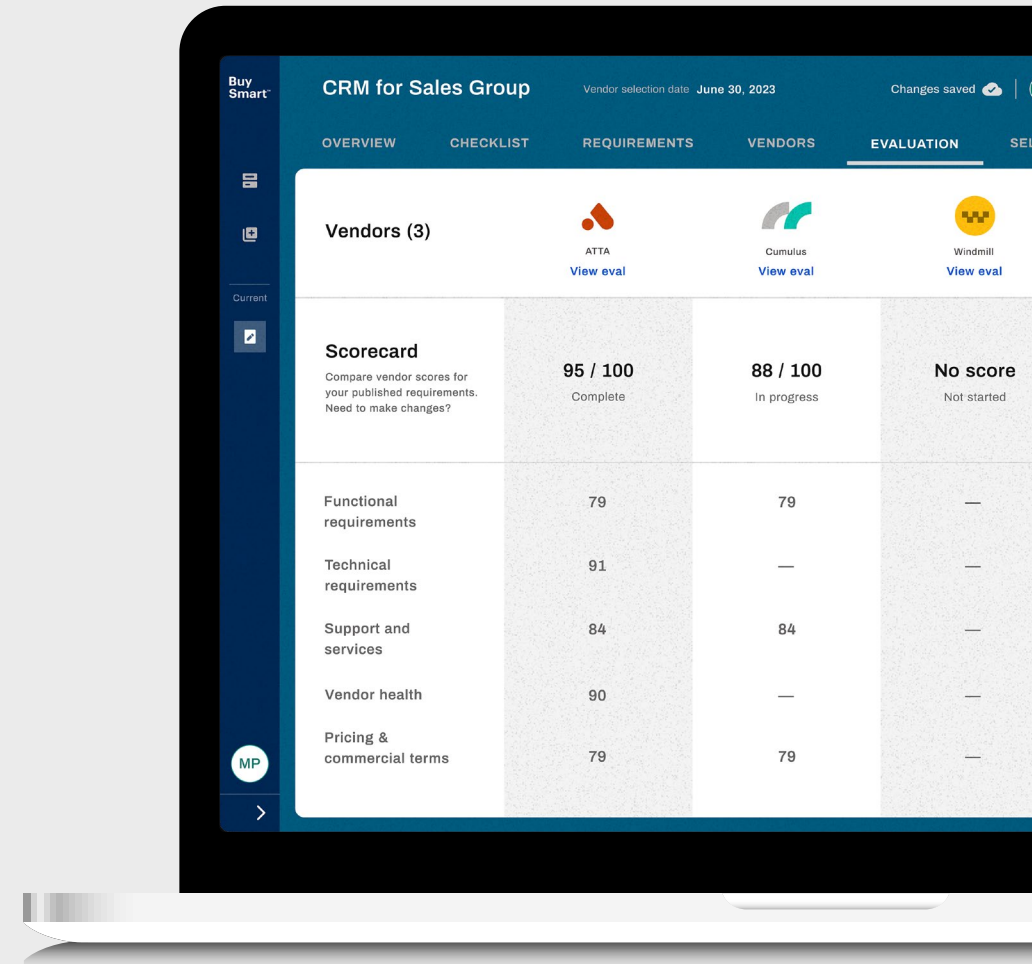 Buy
Smart™
CRM for Sales Group
Vendor selection date June 30, 2023
Changes saved
OVERVIEW CHECKLIST REQUIREMENTS VENDORS EVALUATION
Vendors (3)
ATTA
View eval
Cumulus
View eval
Windmill
View eval
Current
Scorecard
Compare vendor scores for
your published requirements.
Need to make changes?
95 / 100
Complete
88 / 100
In progress
No score
Not started
Functional
requirements
79 79 —
Technical
requirements
91 — —
Support and
services
84 84 —
Vendor health 90 — —
Pricing &
commercial terms
79 79 —
MP